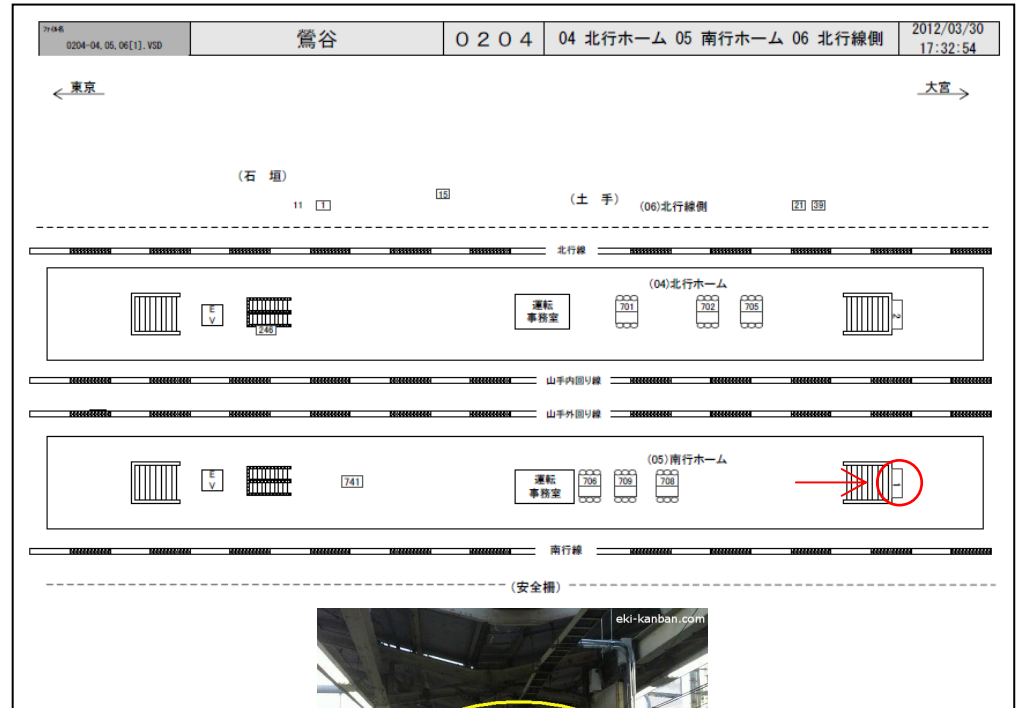 ファイル名
0204-04,05,06[1].VSD
鶯谷
０２０４
04 北行ホーム 05 南行ホーム 06 北行線側
2012/03/30
17:32:54
東京
大宮
(石 垣)
11 1
15
(土 手)
(06)北行線側
21 39
北行線
(04)北行ホーム
EV
246
運転
事務室
701
702
705
2
山手内回り線
山手外回り線
(05)南行ホーム
EV
741
運転
事務室
706
709
708
1
南行線
(安全柵)
eki-kanban.com